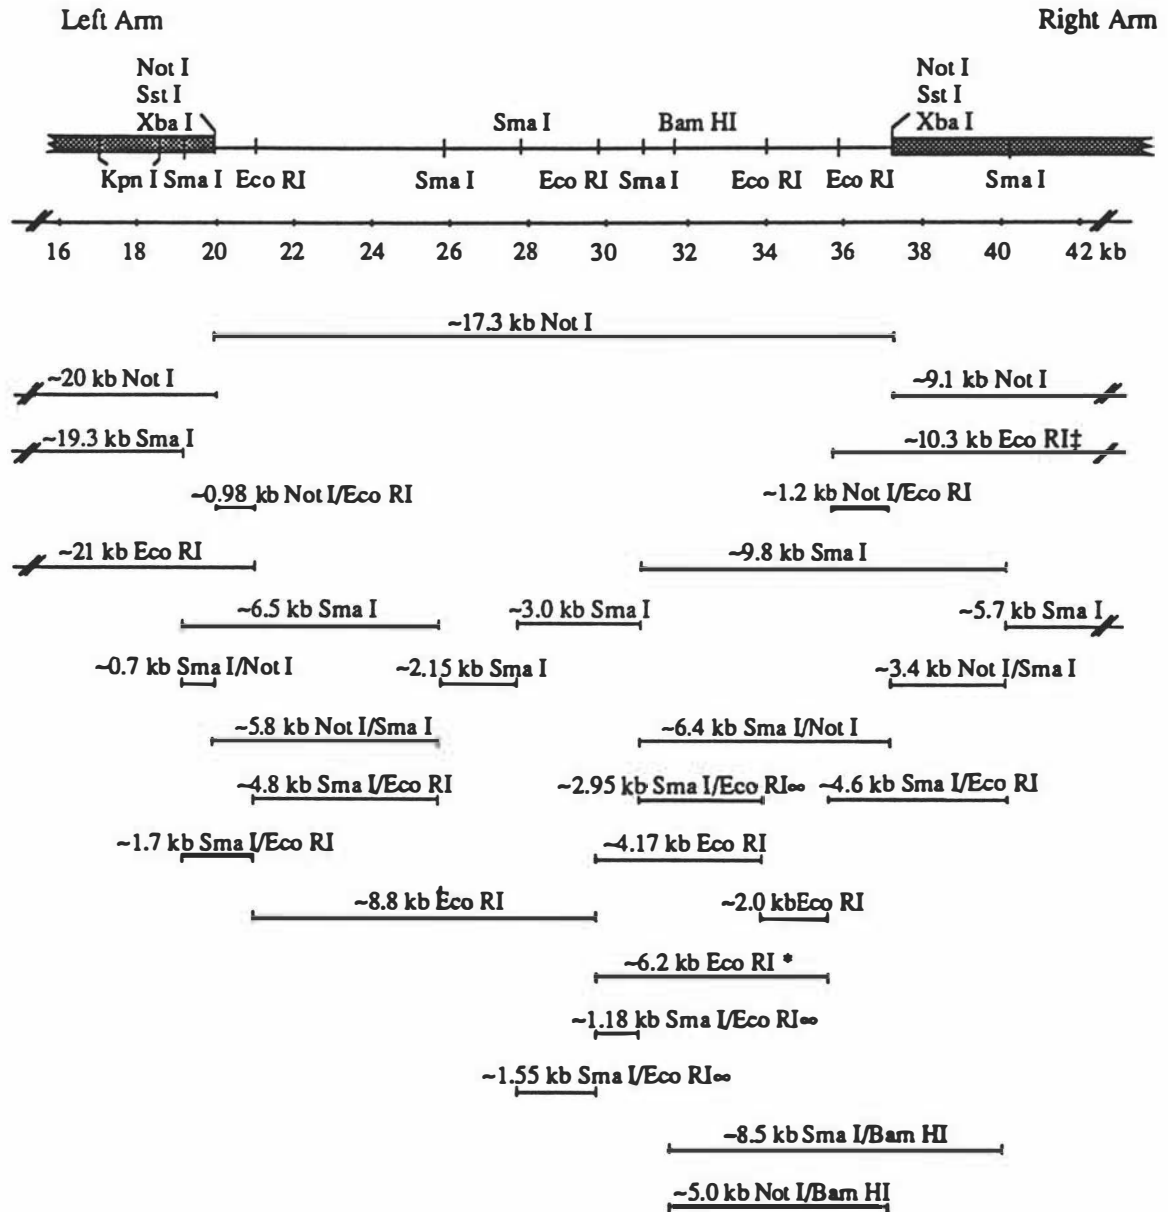 Left Arm Right Arm
Not I Not I
Sst I Sst I
Xba I Sma I Bam HI Xba I
Kpn I Sma I Eco RI Sma I Eco RI Sma I Eco RI Eco RI Sma I
16 18 20 22 24 26 28 30 32 34 36 38 40 42 kb
~17.3 kb Not I
~20 kb Not I ~9.1 kb Not I
~19.3 kb Sma I ~10.3 kb Eco RI‡
~0.98 kb Not I/Eco RI ~1.2 kb Not I/Eco RI
~21 kb Eco RI ~9.8 kb Sma I
~6.5 kb Sma I ~3.0 kb Sma I ~5.7 kb Sma I
~0.7 kb Sma I/Not I ~2.15 kb Sma I ~3.4 kb Not I/Sma I
~5.8 kb Not I/Sma I ~6.4 kb Sma I/Not I
~4.8 kb Sma I/Eco RI ~2.95 kb Sma I/Eco RI∞ ~4.6 kb Sma I/Eco RI
~1.7 kb Sma I/Eco RI ~4.17 kb Eco RI
~8.8 kb Eco RI ~2.0 kbEco RI
~6.2 kb Eco RI *
~1.18 kb Sma I/Eco RI∞
~1.55 kb Sma I/Eco RI∞
~8.5 kb Sma I/Bam HI
~5.0 kb Not I/Bam HI